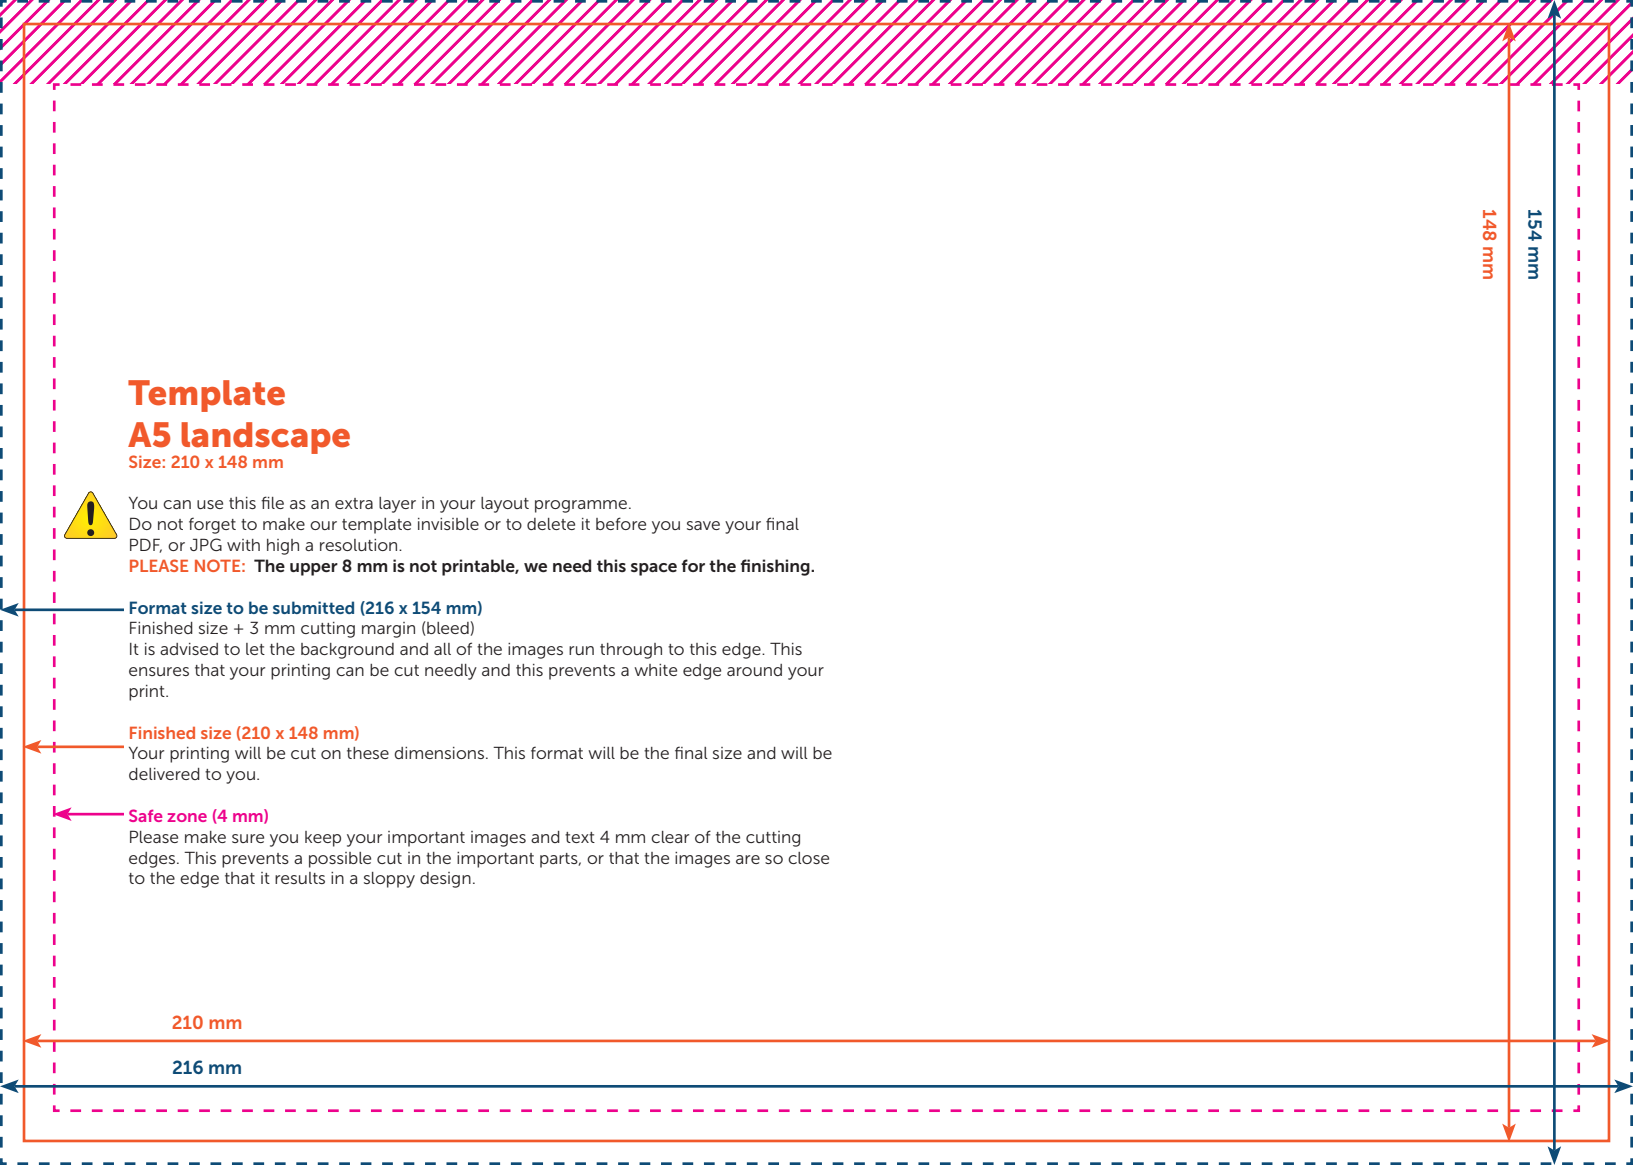 148 mm
154 mm
Template
A5 landscape
Size: 210 x 148 mm
You can use this file as an extra layer in your layout programme.
Do not forget to make our template invisible or to delete it before you save your final
PDF, or JPG with high a resolution.
PLEASE NOTE: The upper 8 mm is not printable, we need this space for the finishing.
Format size to be submitted (216 x 154 mm)
Finished size + 3 mm cutting margin (bleed)
It is advised to let the background and all of the images run through to this edge. This
ensures that your printing can be cut needly and this prevents a white edge around your
print.
Finished size (210 x 148 mm)
Your printing will be cut on these dimensions. This format will be the final size and will be
delivered to you.
Safe zone (4 mm)
Please make sure you keep your important images and text 4 mm clear of the cutting
edges. This prevents a possible cut in the important parts, or that the images are so close
to the edge that it results in a sloppy design.
210 mm
216 mm